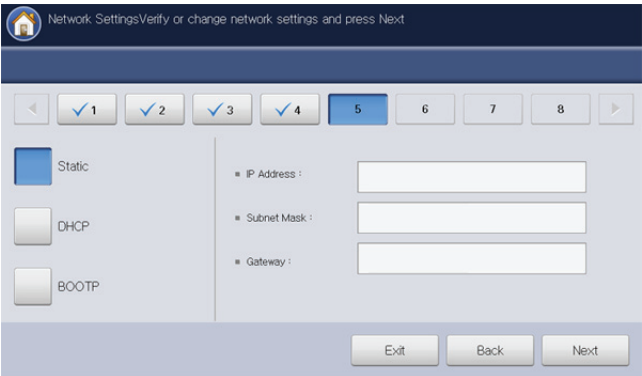 Network SettingsVerify or change network settings and press Next
1 2 3 4 5 6 7 8
Static
IP Address :
DHCP
Subnet Mask :
Gateway :
BOOTP
Exit Back Next